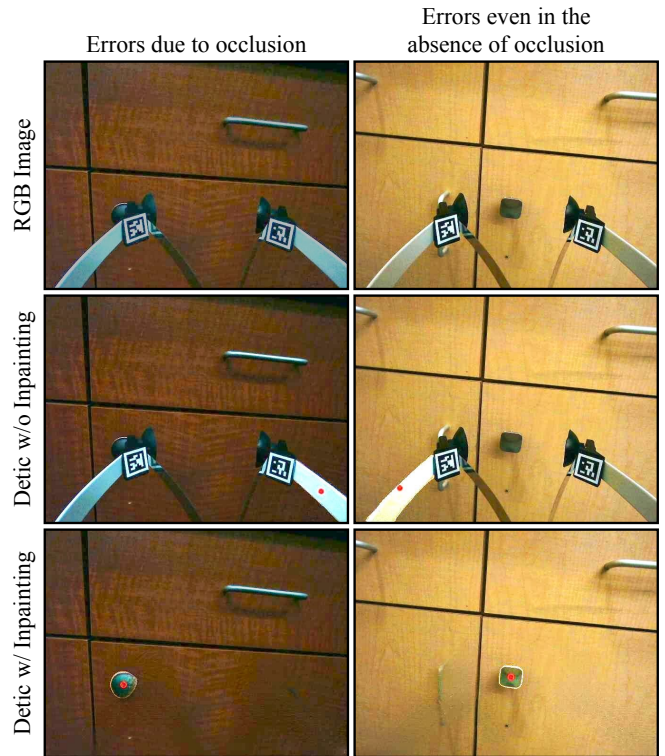 Errors due to occlusion
Errors even in the
absence of occlusion
RGB Image
Detic w/o Inpainting
Detic w/ Inpainting